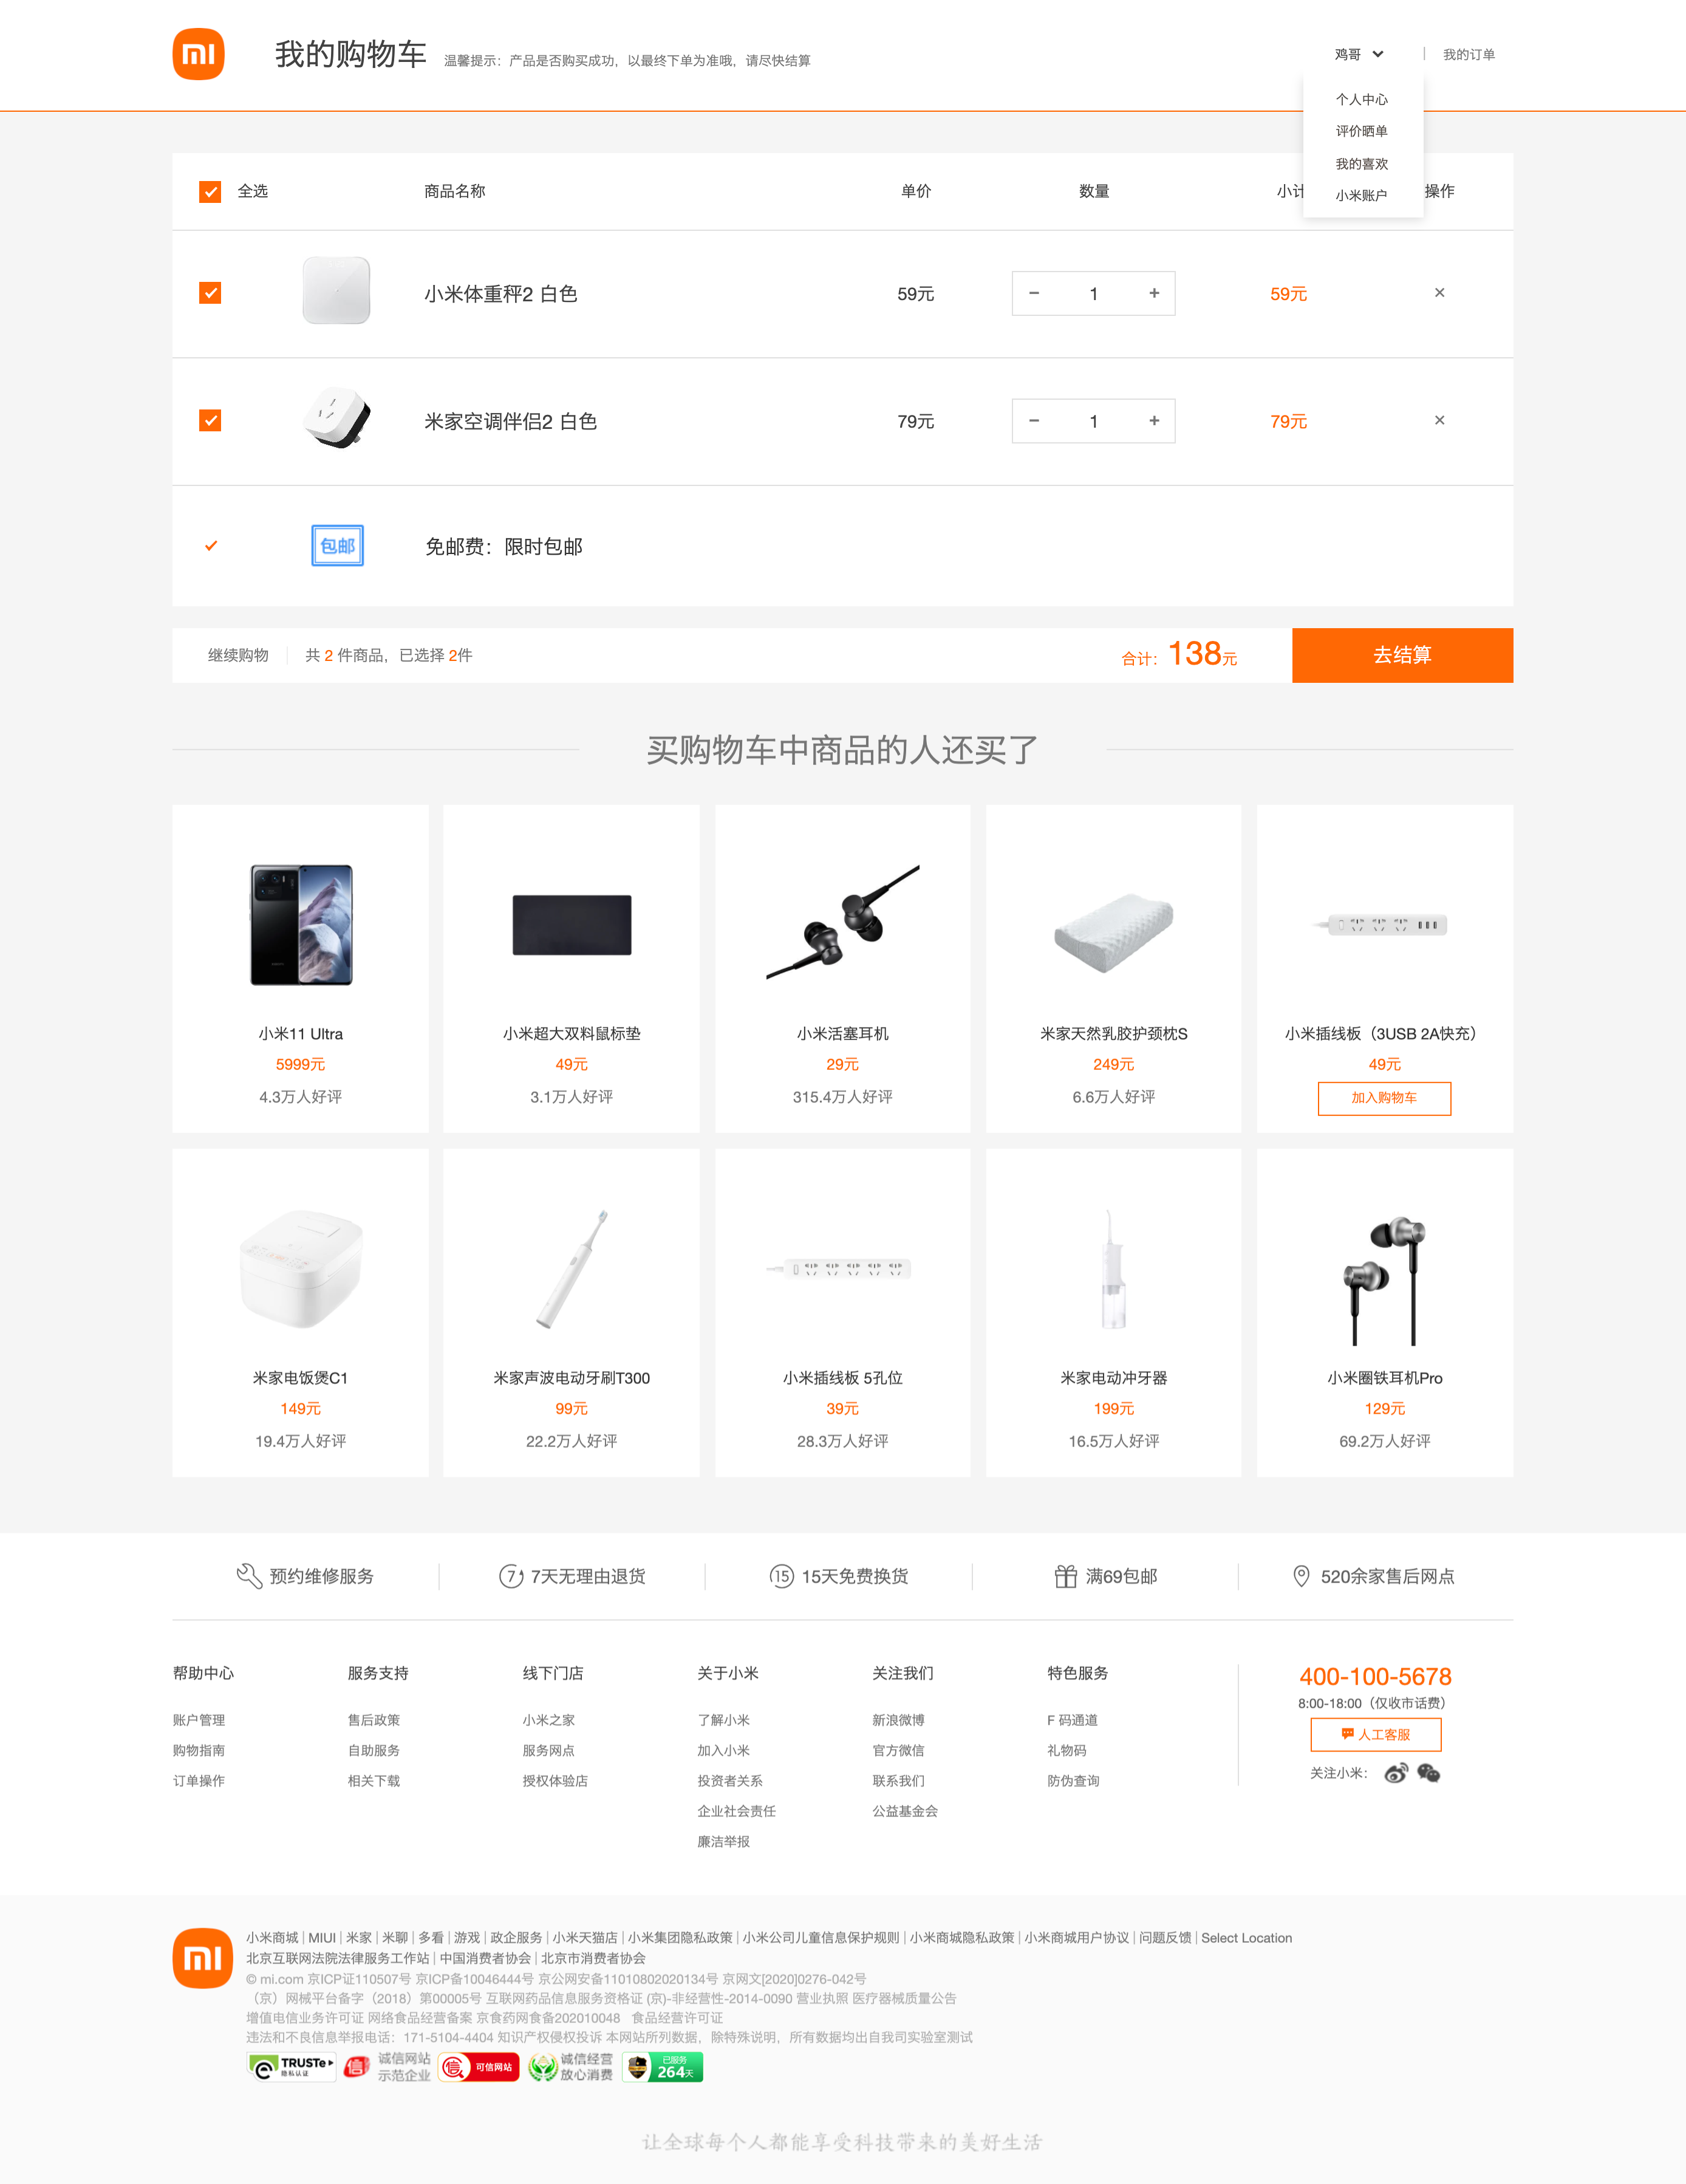 我的购物车 温馨提示：产品是否购买成功，以最终下单为准哦，请尽快结算 鸡哥 | 我的订单
个人中心
评价晒单
我的喜欢
小米账户
全选 商品名称 单价 数量 小计 操作
小米体重秤2 白色 59元 − 1 + 59元 ×
米家空调伴侣2 白色 79元 − 1 + 79元 ×
包邮 免邮费：限时包邮
继续购物 共 2 件商品，已选择 2件 合计：138元 去结算
买购物车中商品的人还买了
小米11 Ultra 小米超大双料鼠标垫 小米活塞耳机 米家天然乳胶护颈枕S 小米插线板（3USB 2A快充）
5999元 49元 29元 249元 49元
4.3万人好评 3.1万人好评 315.4万人好评 6.6万人好评 加入购物车
米家电饭煲C1 米家声波电动牙刷T300 小米插线板 5孔位 米家电动冲牙器 小米圈铁耳机Pro
149元 99元 39元 199元 129元
19.4万人好评 22.2万人好评 28.3万人好评 16.5万人好评 69.2万人好评
预约维修服务 7 7天无理由退货 15 15天免费换货 满69包邮 520余家售后网点
帮助中心 服务支持 线下门店 关于小米 关注我们 特色服务 400-100-5678
8:00-18:00（仅收市话费）
账户管理 售后政策 小米之家 了解小米 新浪微博 F 码通道 人工客服
购物指南 自助服务 服务网点 加入小米 官方微信 礼物码
订单操作 相关下载 授权体验店 投资者关系 联系我们 防伪查询 关注小米：
企业社会责任 公益基金会
廉洁举报
小米商城 | MIUI | 米家 | 米聊 | 多看 | 游戏 | 政企服务 | 小米天猫店 | 小米集团隐私政策 | 小米公司儿童信息保护规则 | 小米商城隐私政策 | 小米商城用户协议 | 问题反馈 | Select Location
北京互联网法院法律服务工作站 | 中国消费者协会 | 北京市消费者协会
© mi.com 京ICP证110507号 京ICP备10046444号 京公网安备11010802020134号 京网文[2020]0276-042号
（京）网械平台备字（2018）第00005号 互联网药品信息服务资格证 (京)-非经营性-2014-0090 营业执照 医疗器械质量公告
增值电信业务许可证 网络食品经营备案 京食药网食备202010048 食品经营许可证
违法和不良信息举报电话：171-5104-4404 知识产权侵权投诉 本网站所列数据，除特殊说明，所有数据均出自我司实验室测试
TRUSTe 隐私认证 信 诚信网站 示范企业 信 可信网站 诚信经营 放心消费 已服务 264天
让全球每个人都能享受科技带来的美好生活